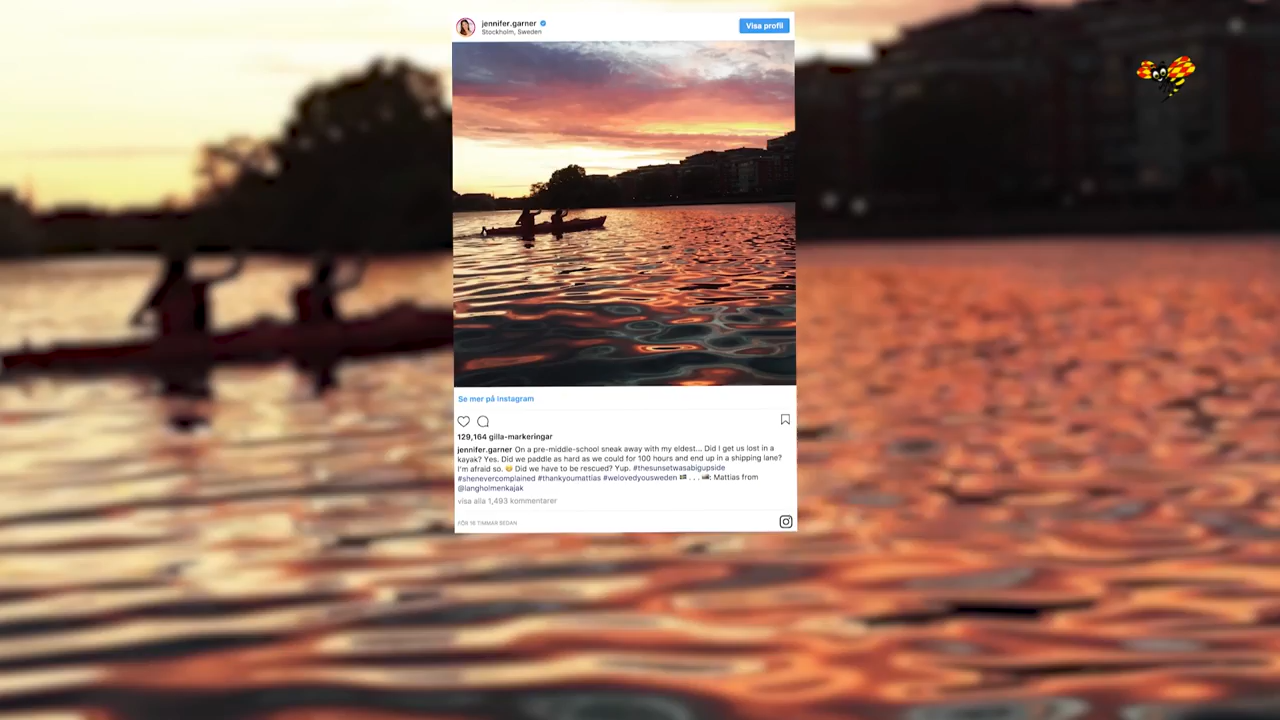 jennifer.garner
Stockholm, Sweden
Visa profil
Se mer på Instagram
129,164 gilla-markeringar
jennifer.garner On a pre-middle-school sneak away with my eldest... Did I get us lost in a
kayak? Yes. Did we paddle as hard as we could for 100 hours and end up in a shipping lane?
I'm afraid so. 😔 Did we have to be rescued? Yup. #thesunsetwasabigupside
#shenevercomplained #thankyoumattias #welovedyousweden 🇸🇪 . . . 📸: Mattias from
@langholmenkajak
visa alla 1,493 kommentarer
FÖR 16 TIMMAR SEDAN